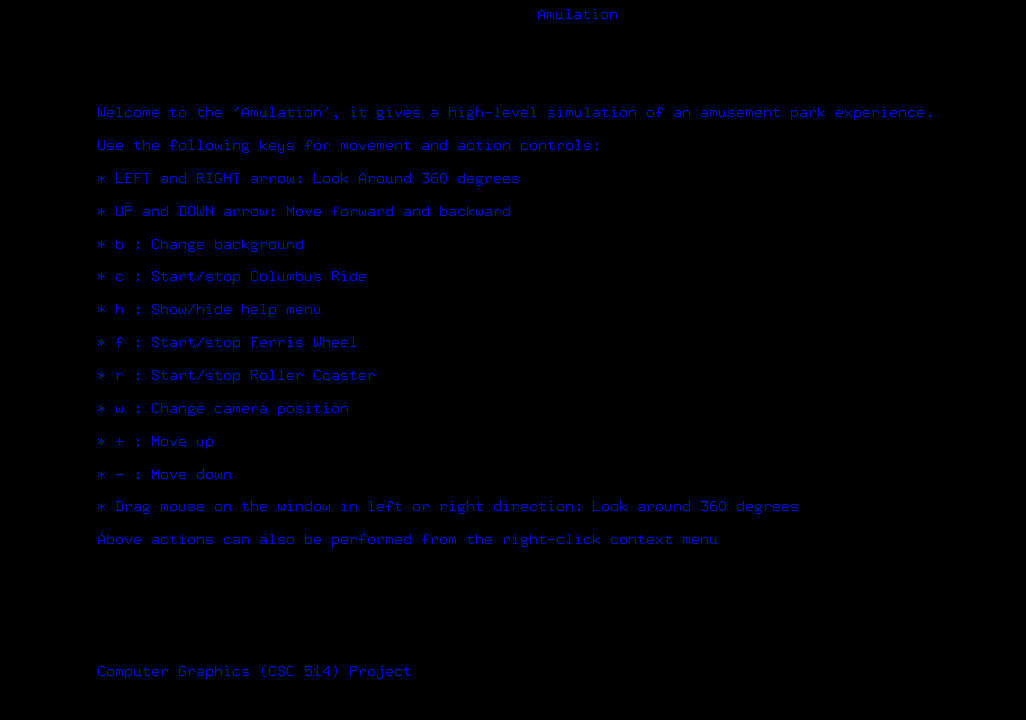 Amulation
Welcome to the 'Amulation', it gives a high-level simulation of an amusement park experience.
Use the following keys for movement and action controls:
* LEFT and RIGHT arrow: Look Around 360 degrees
* UP and DOWN arrow: Move forward and backward
* b : Change background
* c : Start/stop Columbus Ride
* h : Show/hide help menu
* f : Start/stop Ferris Wheel
* r : Start/stop Roller Coaster
* w : Change camera position
* + : Move up
* - : Move down
* Drag mouse on the window in left or right direction: Look around 360 degrees
Above actions can also be performed from the right-click context menu
Computer Graphics (CSC 514) Project